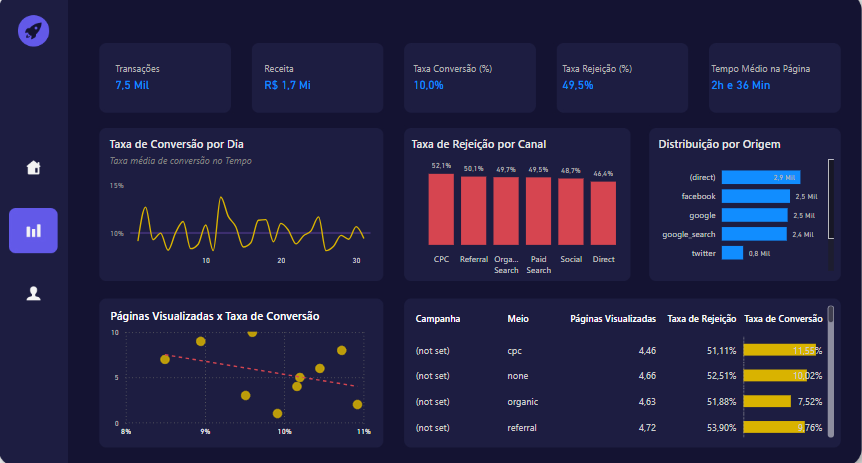 Transações
7,5 Mil
Receita
R$ 1,7 Mi
Taxa Conversão (%)
10,0%
Taxa Rejeição (%)
49,5%
Tempo Médio na Página
2h e 36 Min
Taxa de Conversão por Dia
Taxa média de conversão no Tempo
15%
10%
10 20 30
Taxa de Rejeição por Canal
52,1% 50,1% 49,7% 49,5% 48,7% 46,4%
CPC Referral Orga... Search Paid Search Social Direct
Distribuição por Origem
(direct) 2,9 Mil
facebook 2,5 Mil
google 2,5 Mil
google_search 2,4 Mil
twitter 0,8 Mil
Páginas Visualizadas x Taxa de Conversão
10
5
0
8% 9% 10% 11%
Campanha Meio Páginas Visualizadas Taxa de Rejeição Taxa de Conversão
(not set) cpc 4,46 51,11% 11,55%
(not set) none 4,66 52,51% 10,02%
(not set) organic 4,63 51,88% 7,52%
(not set) referral 4,72 53,90% 9,76%